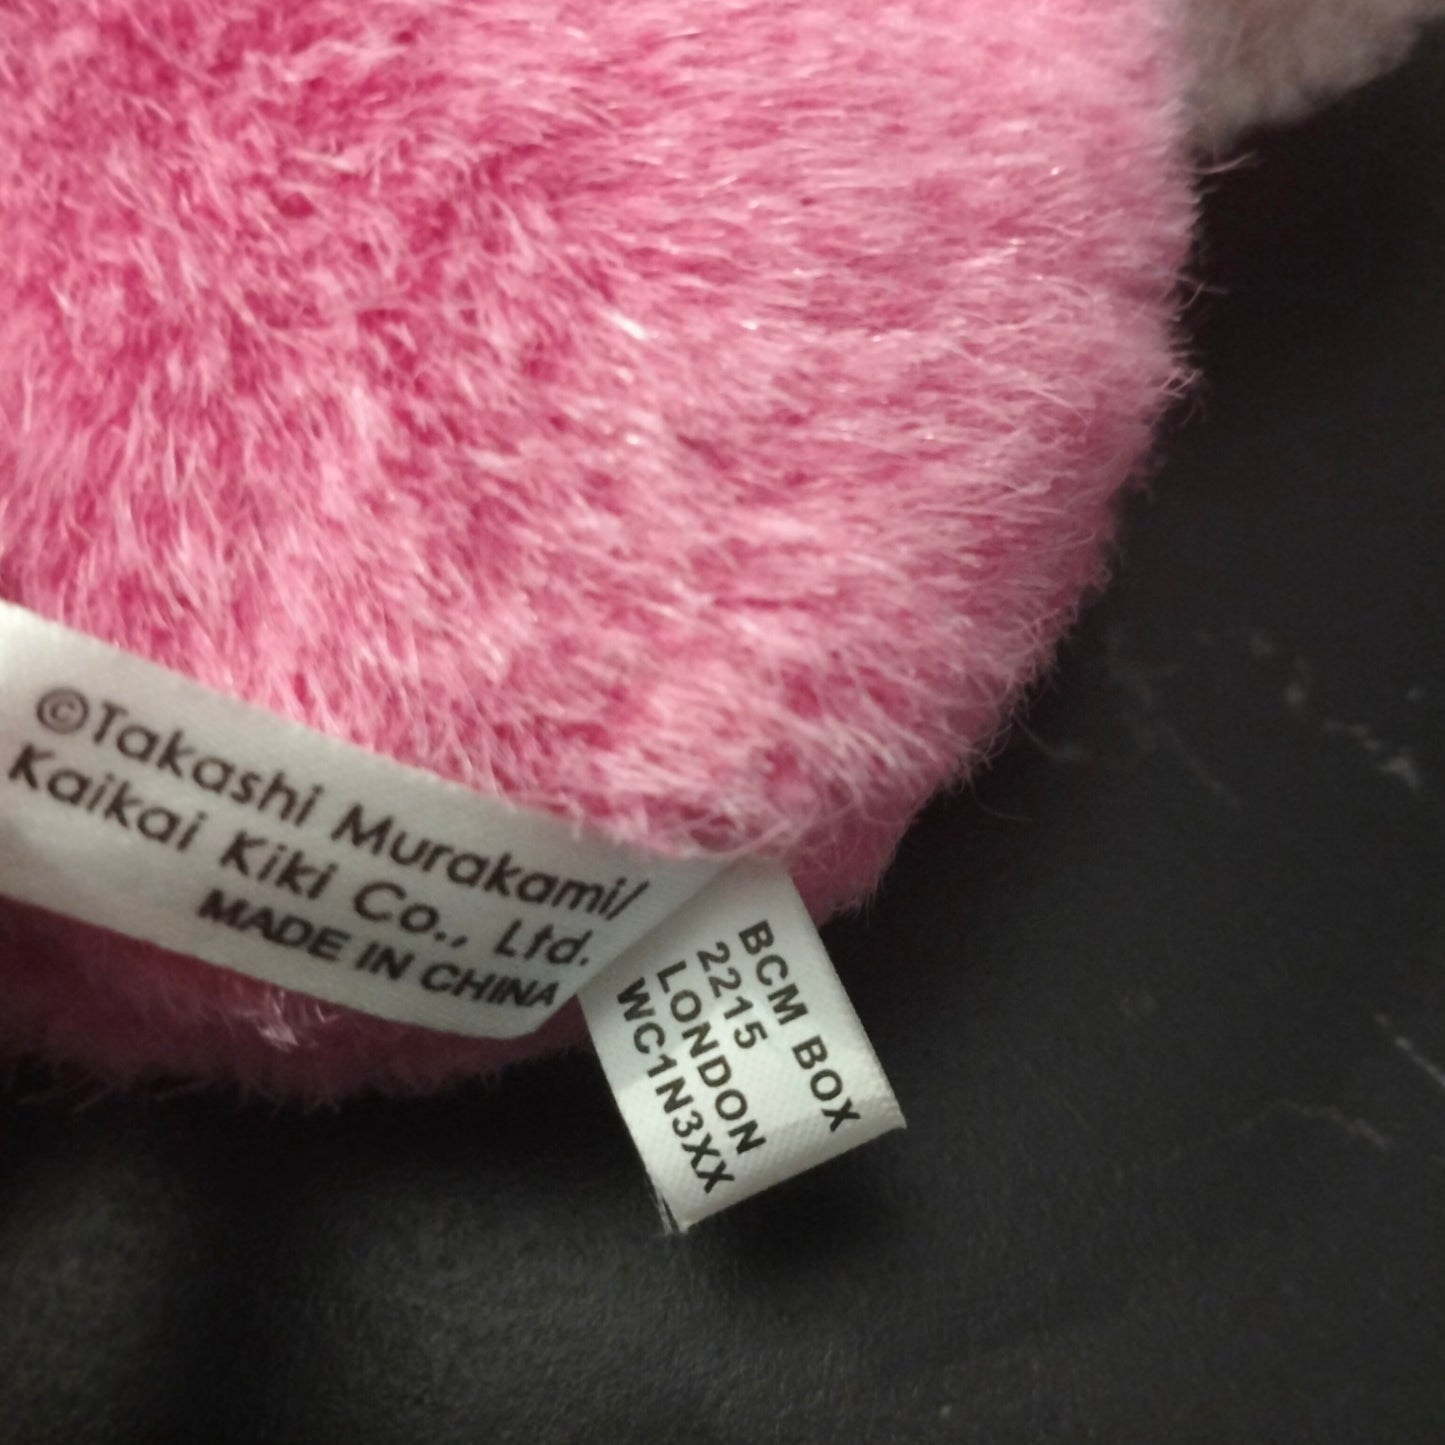 ©Takashi Murakami/
Kaikai Kiki Co., Ltd.
MADE IN CHINA
BCM BOX
2215
LONDON
WC1N3XX